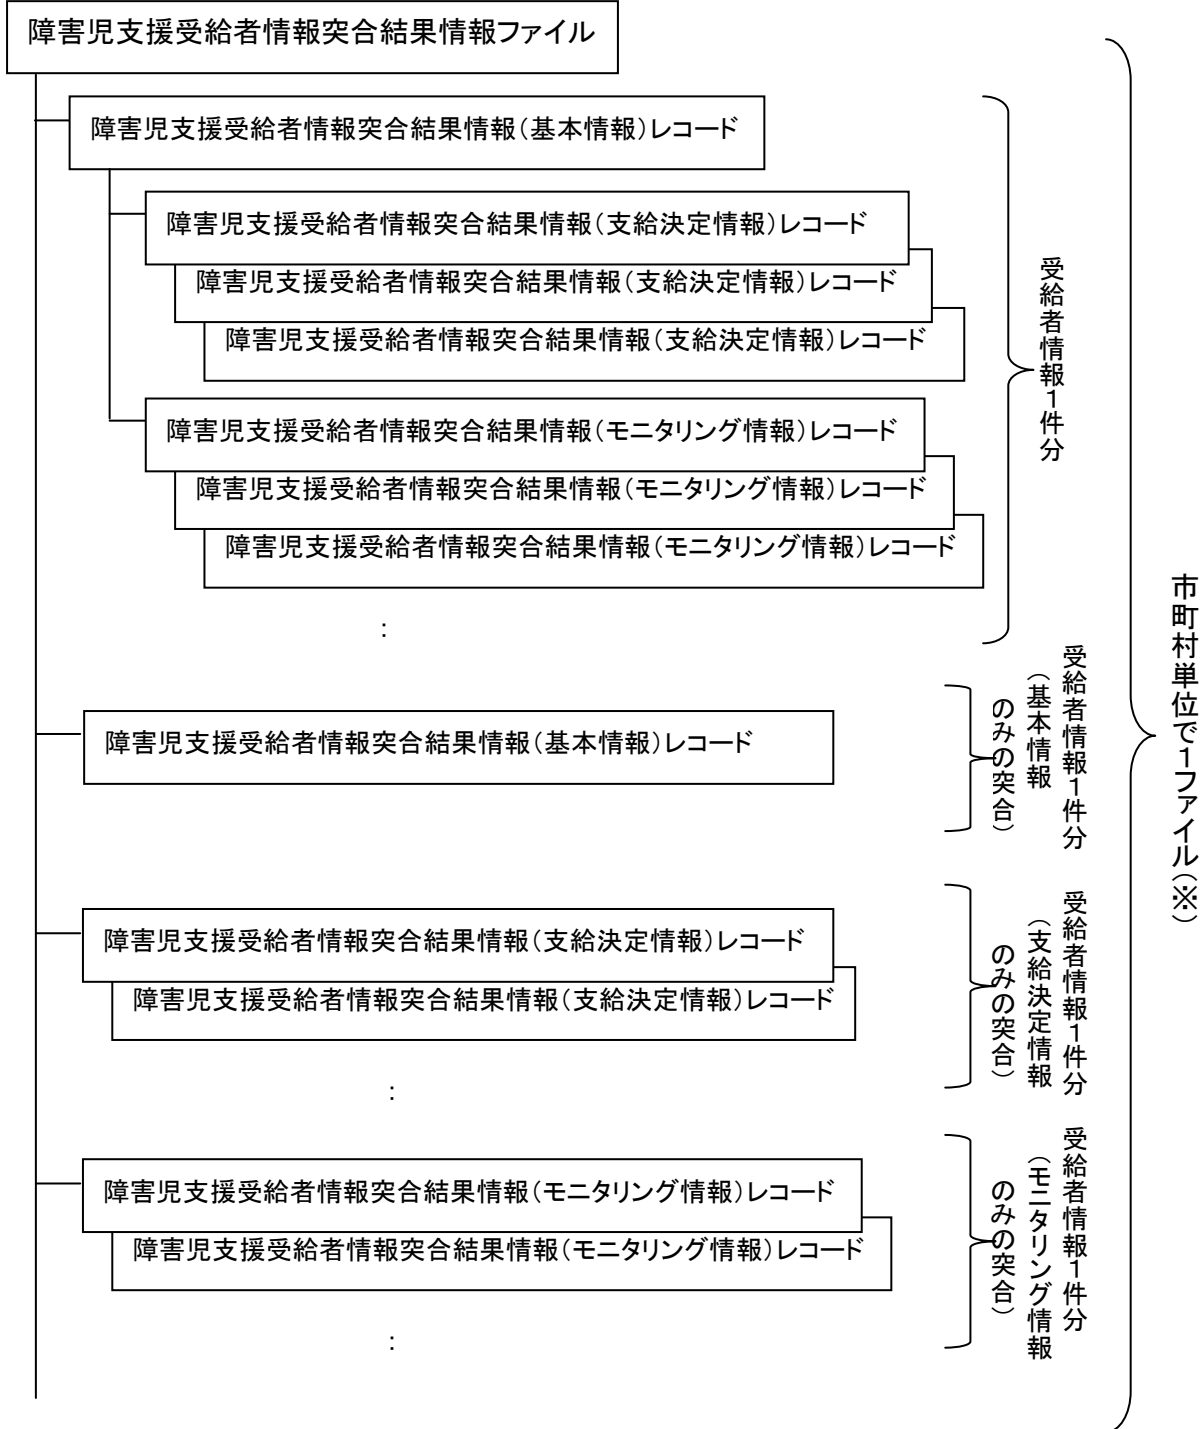 障害児支援受給者情報突合結果情報ファイル
障害児支援受給者情報突合結果情報（基本情報）レコード
障害児支援受給者情報突合結果情報（支給決定情報）レコード
障害児支援受給者情報突合結果情報（支給決定情報）レコード
障害児支援受給者情報突合結果情報（支給決定情報）レコード
障害児支援受給者情報突合結果情報（モニタリング情報）レコード
障害児支援受給者情報突合結果情報（モニタリング情報）レコード
障害児支援受給者情報突合結果情報（モニタリング情報）レコード
：
受給者情報１件分
障害児支援受給者情報突合結果情報（基本情報）レコード
受給者情報１件分
（基本情報
のみの突合）
障害児支援受給者情報突合結果情報（支給決定情報）レコード
障害児支援受給者情報突合結果情報（支給決定情報）レコード
：
受給者情報１件分
（支給決定情報
のみの突合）
障害児支援受給者情報突合結果情報（モニタリング情報）レコード
障害児支援受給者情報突合結果情報（モニタリング情報）レコード
：
受給者情報１件分
（モニタリング情報
のみの突合）
市町村単位で１ファイル（※）